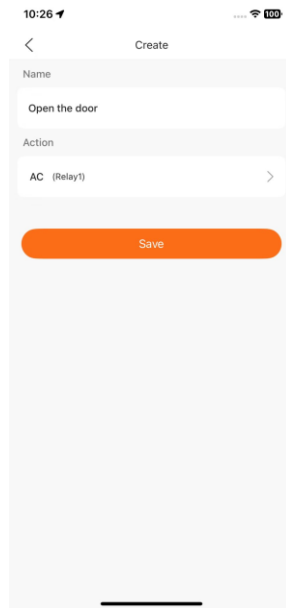 10:26
100
Create
Name
Open the door
Action
AC (Relay1)
Save